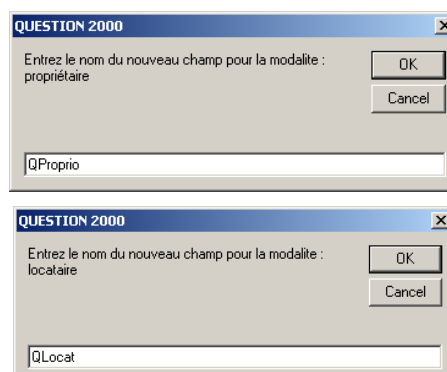 QUESTION 2000
Entrez le nom du nouveau champ pour la modalite :
propriétaire
OK
Cancel
QProprio
QUESTION 2000
Entrez le nom du nouveau champ pour la modalite :
locataire
OK
Cancel
QLocat